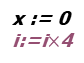 x := 0
i:=i×4